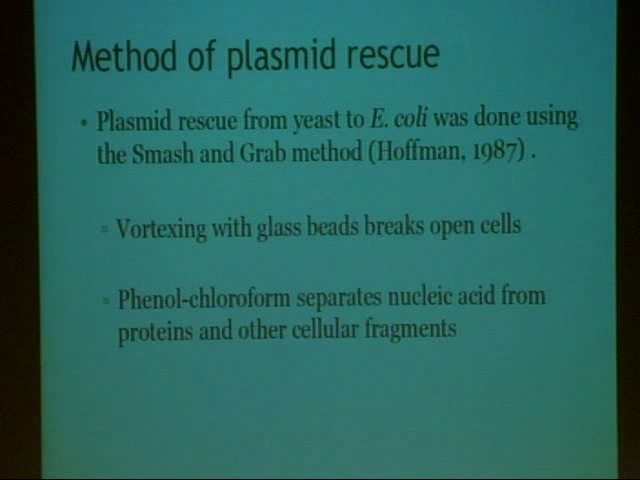 Method of plasmid rescue
• Plasmid rescue from yeast to E. coli was done using
the Smash and Grab method (Hoffman, 1987) .
▫ Vortexing with glass beads breaks open cells
▫ Phenol-chloroform separates nucleic acid from
proteins and other cellular fragments